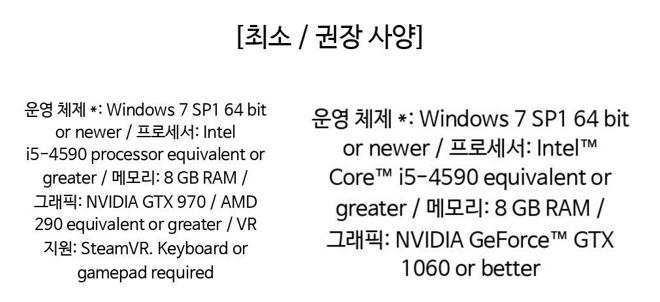 [최소 / 권장 사양]
운영 체제 *: Windows 7 SP1 64 bit
or newer / 프로세서: Intel
i5-4590 processor equivalent or
greater / 메모리: 8 GB RAM /
그래픽: NVIDIA GTX 970 / AMD
290 equivalent or greater / VR
지원: SteamVR. Keyboard or
gamepad required
운영 체제 *: Windows 7 SP1 64 bit
or newer / 프로세서: Intel™
Core™ i5-4590 equivalent or
greater / 메모리: 8 GB RAM /
그래픽: NVIDIA GeForce™ GTX
1060 or better